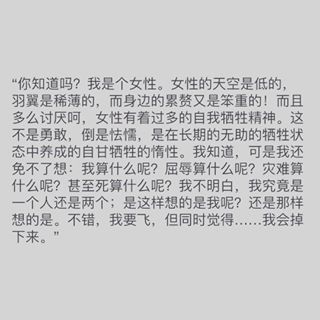 “你知道吗？我是个女性。女性的天空是低的，
羽翼是稀薄的，而身边的累赘又是笨重的！而且
多么讨厌呵，女性有着过多的自我牺牲精神。这
不是勇敢，倒是怯懦，是在长期的无助的牺牲状
态中养成的自甘牺牲的惰性。我知道，可是我还
免不了想：我算什么呢？屈辱算什么呢？灾难算
什么呢？甚至死算什么呢？我不明白，我究竟是
一个人还是两个；是这样想的是我呢？还是那样
想的是。不错，我要飞，但同时觉得……我会掉
下来。”